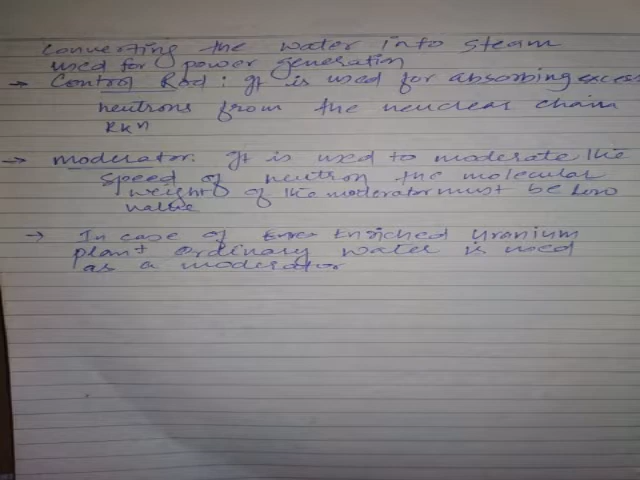 converting the water into steam
used for power generation
→ Control Rod : It is used for absorbing excess
neutrons from the neuclear chain
RKn
→ moderator : It is used to moderate the
speed of neutron the molecular
weight of the moderator must be low
value
→ In case of Enriched Uranium
plant ordinary water is used
as a moderator